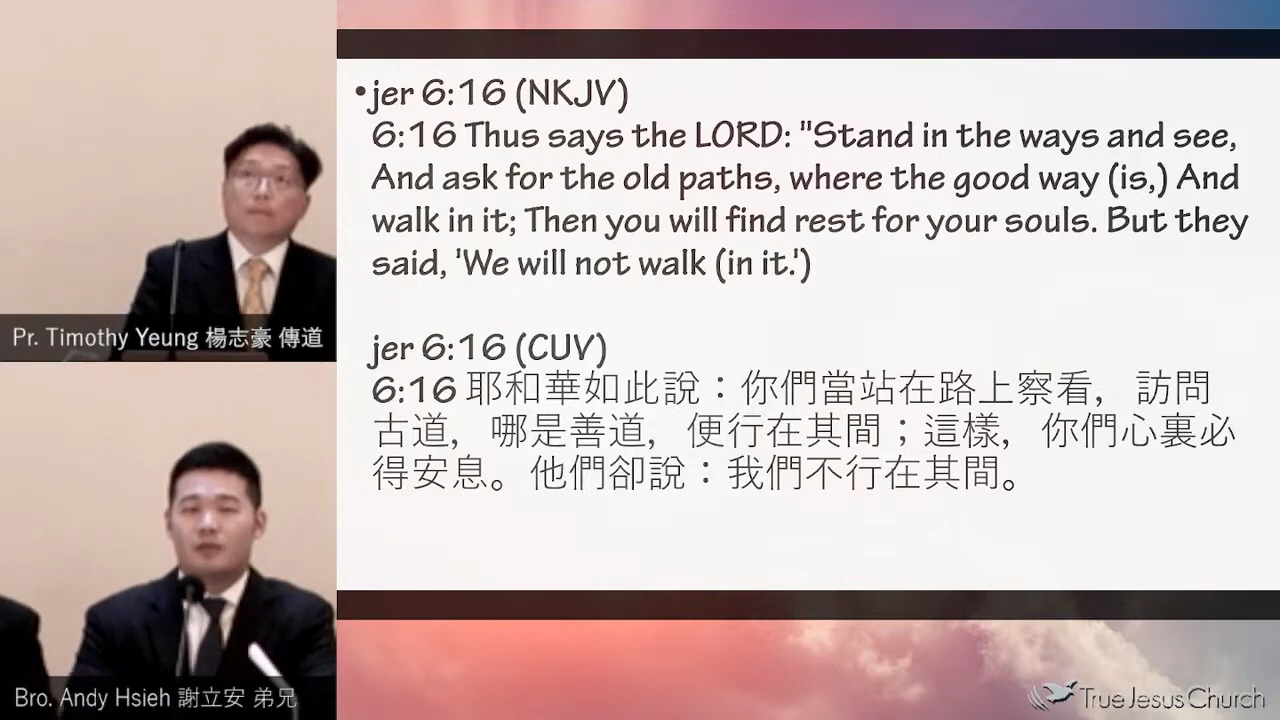 •jer 6:16 (NKJV)
6:16 Thus says the LORD: "Stand in the ways and see,
And ask for the old paths, where the good way (is,) And
walk in it; Then you will find rest for your souls. But they
said, 'We will not walk (in it.')
jer 6:16 (CUV)
6:16 耶和華如此說：你們當站在路上察看，訪問
古道，哪是善道，便行在其間；這樣，你們心裏必
得安息。他們卻說：我們不行在其間。
Pr. Timothy Yeung 楊志豪 傳道
Bro. Andy Hsieh 謝立安 弟兄
True Jesus Church